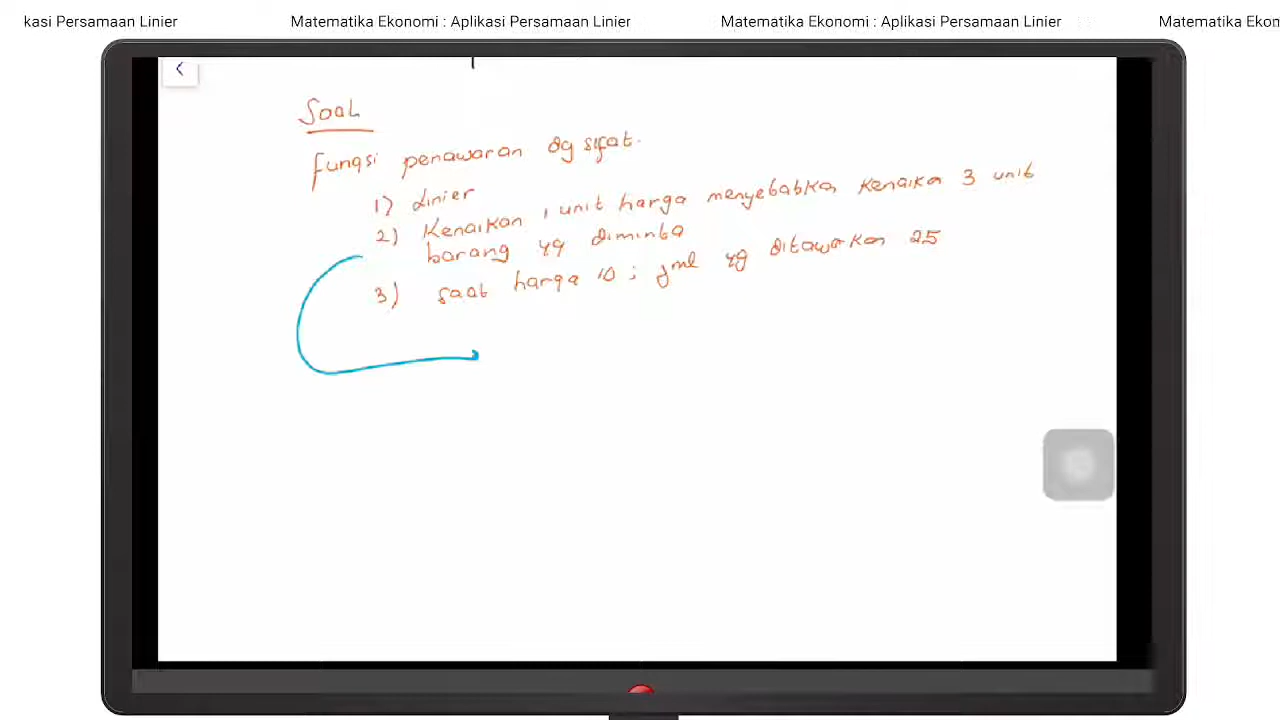 kasi Persamaan Linier Matematika Ekonomi : Aplikasi Persamaan Linier Matematika Ekonomi : Aplikasi Persamaan Linier Matematika Ekon
Soal
Fungsi penawaran dg sifat.
1) Linier
2) Kenaikan 1 unit harga menyebabka kenaika 3 unit
barang yg diminta
3) saat harga 10 ; jml yg ditawarkan 25